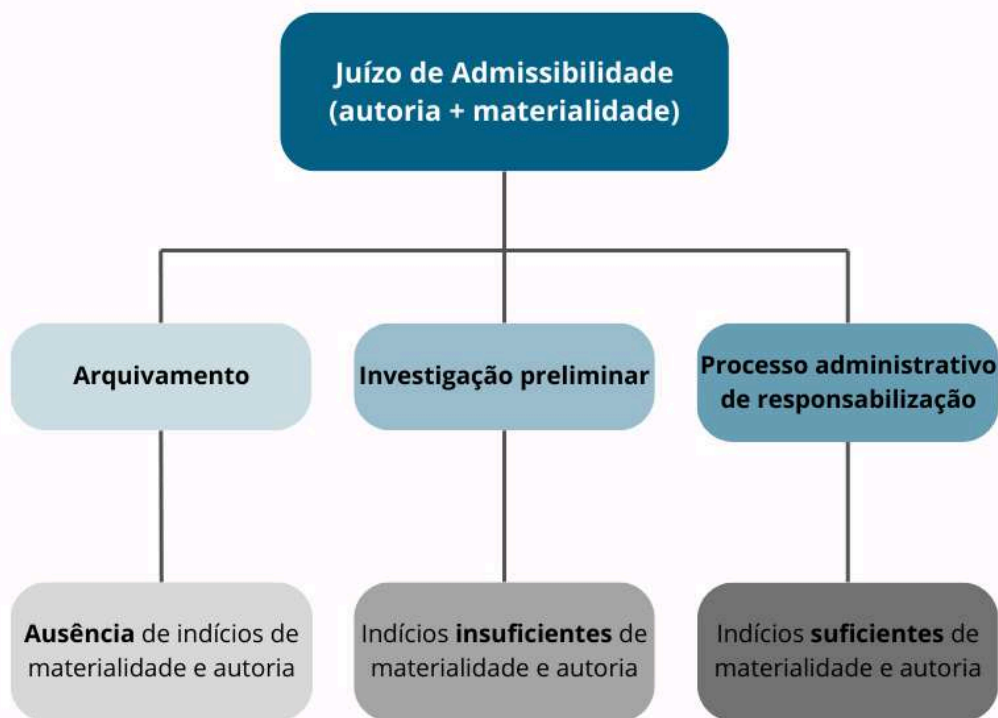 Juízo de Admissibilidade
(autoria + materialidade)
Arquivamento
Investigação preliminar
Processo administrativo
de responsabilização
Ausência de indícios de
materialidade e autoria
Indícios insuficientes de
materialidade e autoria
Indícios suficientes de
materialidade e autoria